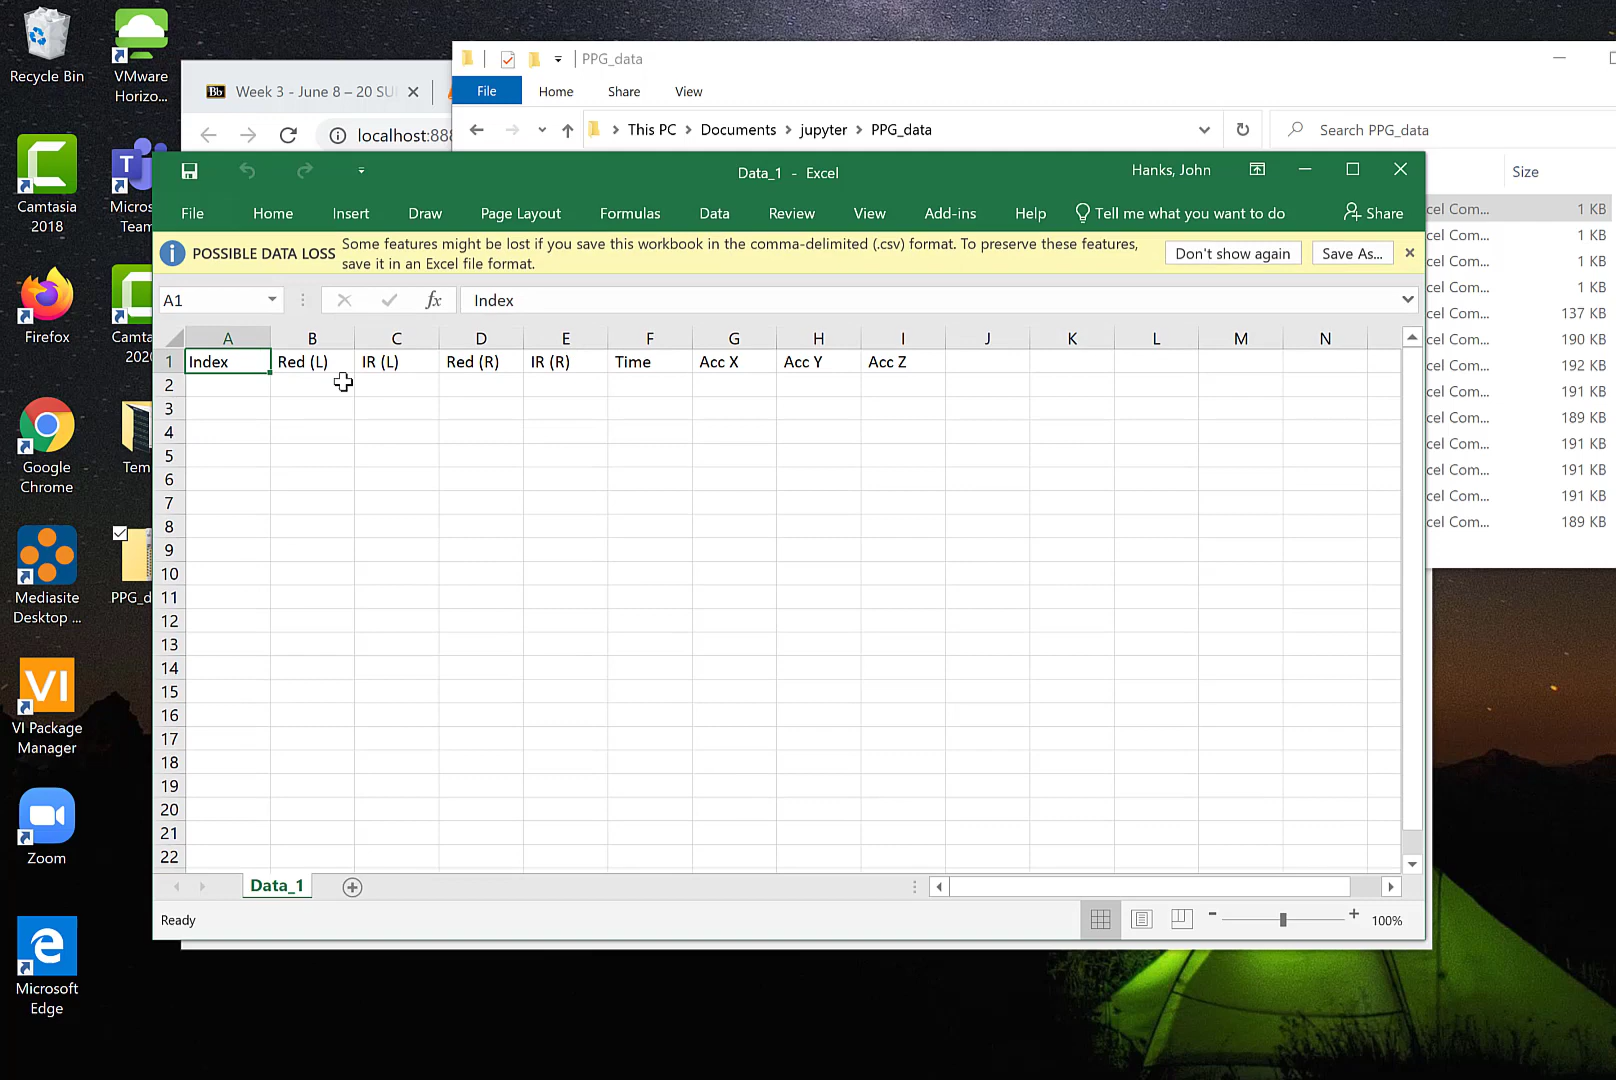 Recycle Bin
VMware
Horizo...
Camtasia
2018
Micros
Team
T
Firefox
Camta
202
Google
Chrome
Tem
Mediasite
Desktop ...
PPG_d
VI
VI Package
Manager
Zoom
Microsoft
Edge
Bb Week 3 - June 8 – 20 SU
localhost:888
PPG_data
File Home Share View
This PC Documents jupyter PPG_data
Search PPG_data
Size
cel Com... 1 KB
cel Com... 1 KB
cel Com... 1 KB
cel Com... 1 KB
cel Com... 137 KB
cel Com... 190 KB
cel Com... 192 KB
cel Com... 191 KB
cel Com... 189 KB
cel Com... 191 KB
cel Com... 191 KB
cel Com... 191 KB
cel Com... 189 KB
Data_1 - Excel
Hanks, John
File Home Insert Draw Page Layout Formulas Data Review View Add-ins Help Tell me what you want to do Share
POSSIBLE DATA LOSS Some features might be lost if you save this workbook in the comma-delimited (.csv) format. To preserve these features,
save it in an Excel file format.
Don't show again Save As...
A1 fx Index
A B C D E F G H I J K L M N
1 Index Red (L) IR (L) Red (R) IR (R) Time Acc X Acc Y Acc Z
2
3
4
5
6
7
8
9
10
11
12
13
14
15
16
17
18
19
20
21
22
Data_1
Ready
100%